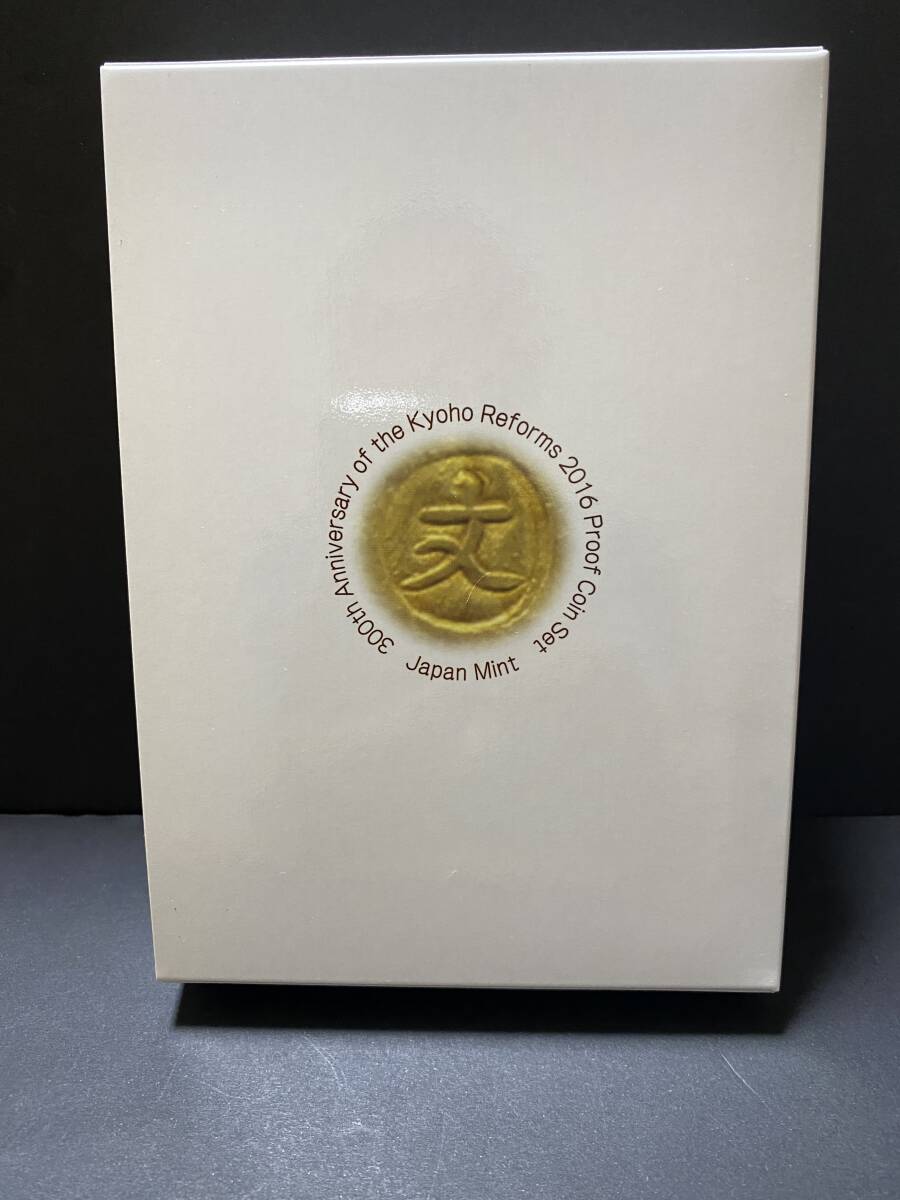 300th Anniversary of the Kyoho Reforms 2016 Proof Coin Set
文
Japan Mint